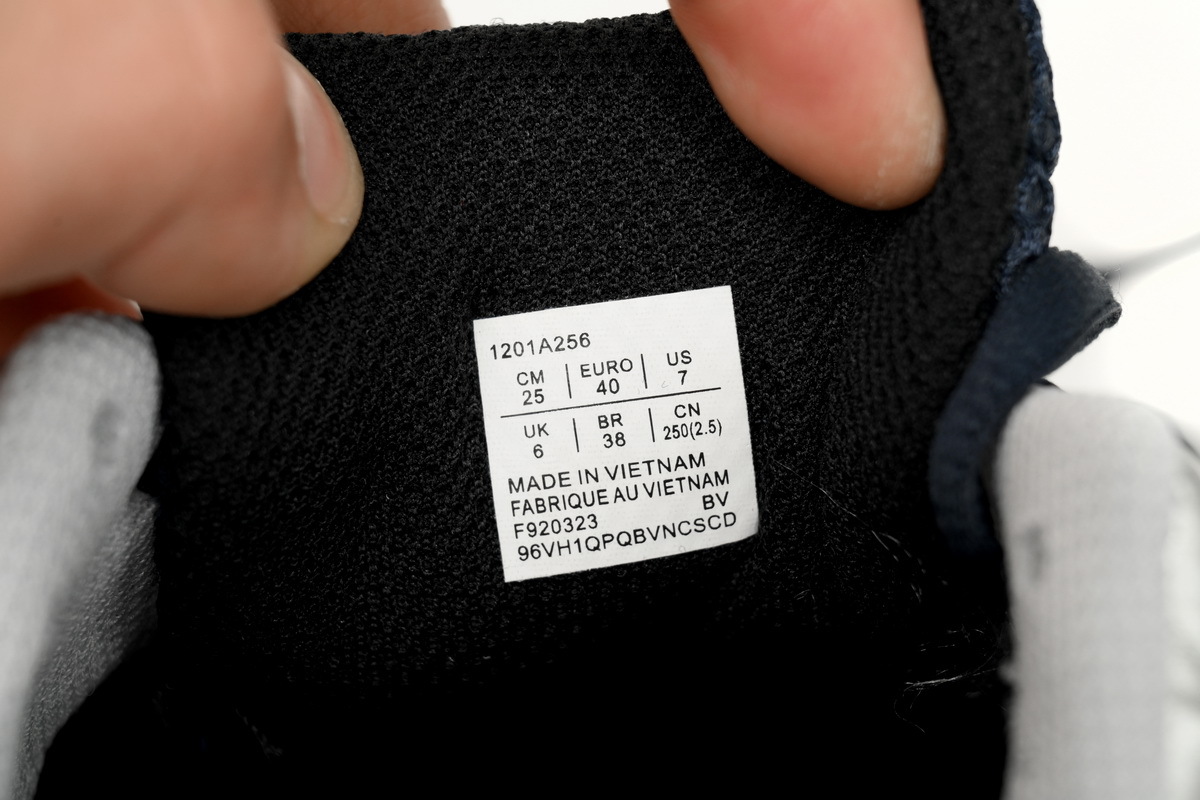 1201A256
CM | EURO | US
25 | 40 | 7
UK | BR | CN
6 | 38 | 250(2.5)
MADE IN VIETNAM
FABRIQUE AU VIETNAM
F920323 BV
96VH1QPQBVNCSCD